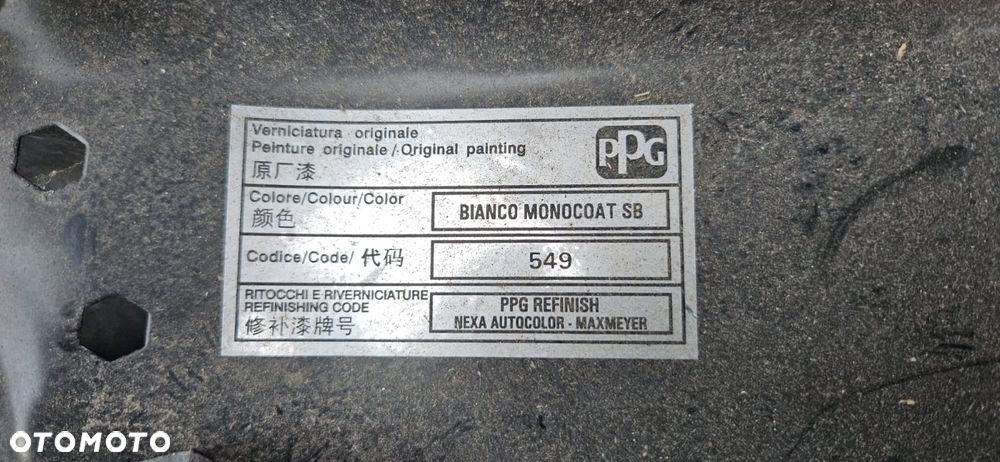 Verniciatura originale
Peinture originale / Original painting
原厂漆
PPG
Colore/Colour/Color
颜色
BIANCO MONOCOAT SB
Codice/Code/ 代码
549
RITOCCHI E RIVERNICIATURE
REFINISHING CODE
修补漆牌号
PPG REFINISH
NEXA AUTOCOLOR - MAXMEYER
OTOMOTO